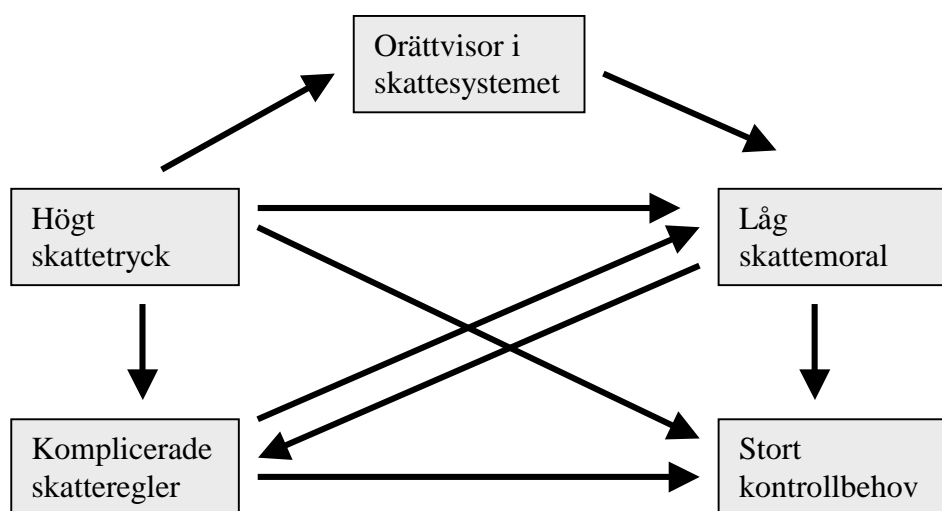 Orättvisor i
skattesystemet
Högt
skattetryck
Låg
skattemoral
Komplicerade
skatteregler
Stort
kontrollbehov